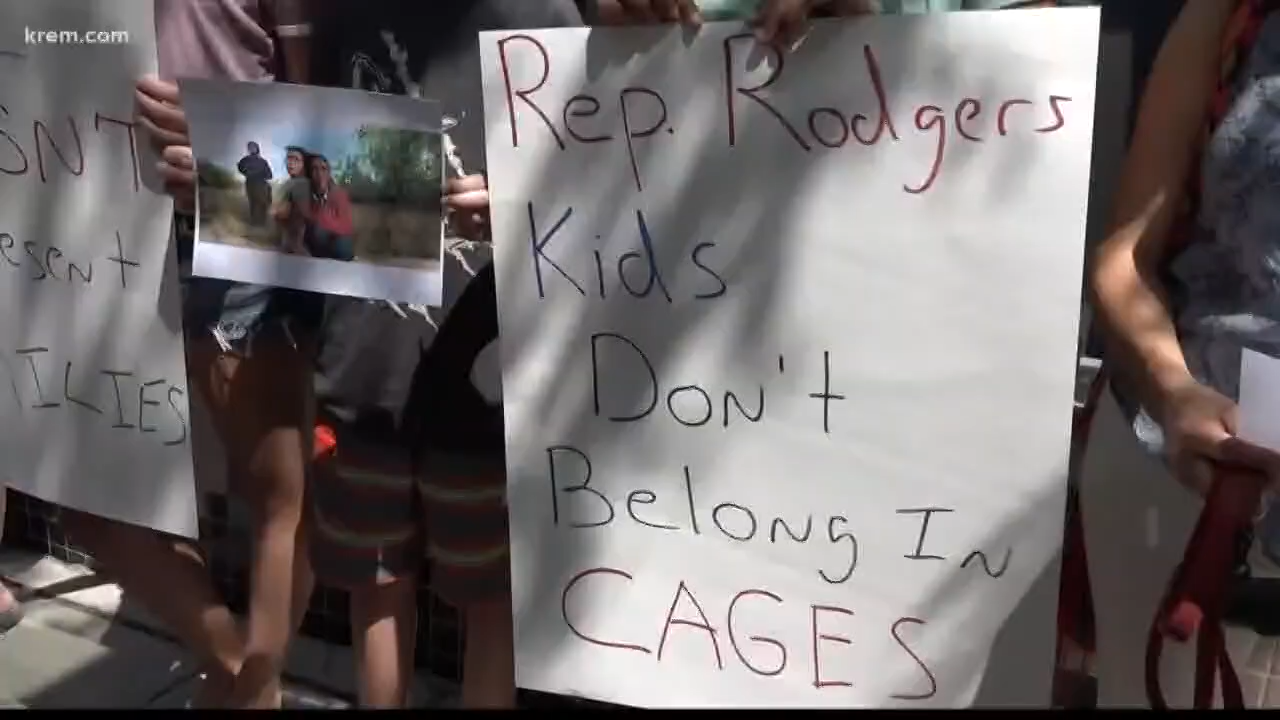 krem.com
Rep. Rodgers
Kids
Don't
Belong In
CAGES